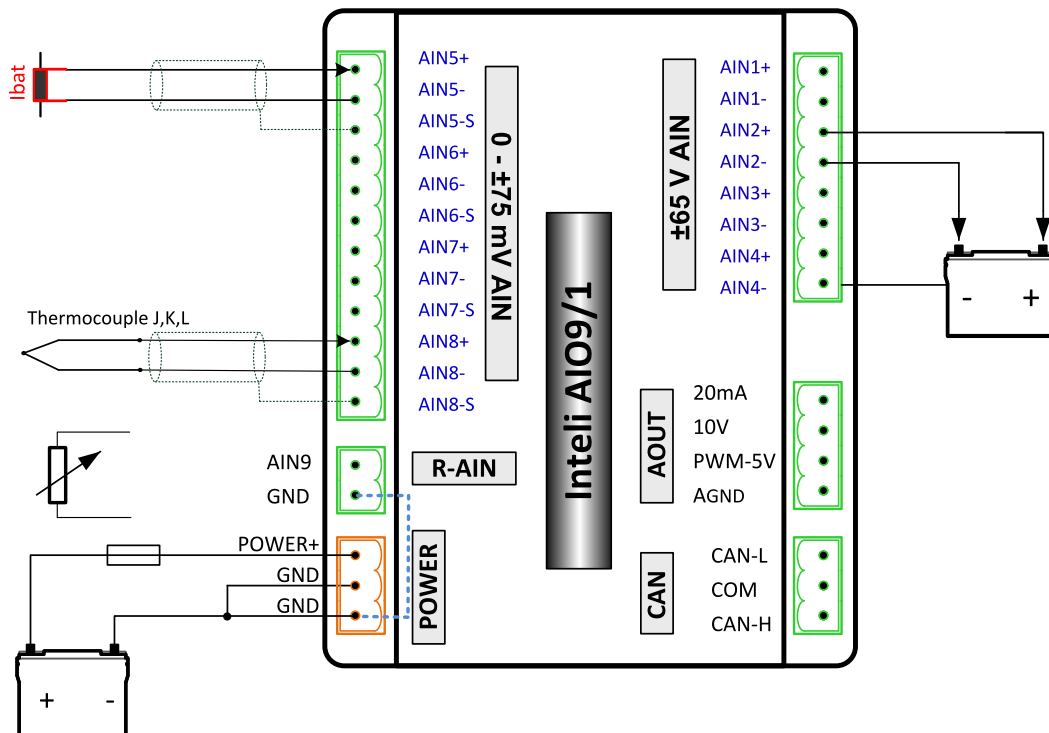 Ibat
AIN5+
AIN5-
AIN5-S
AIN6+
AIN6-
AIN6-S
AIN7+
AIN7-
AIN7-S
AIN8+
AIN8-
AIN8-S
0 - ±75 mV AIN
Thermocouple J,K,L
AIN9
GND
R-AIN
POWER+
GND
GND
POWER
+ -
Inteli AIO9/1
±65 V AIN
AIN1+
AIN1-
AIN2+
AIN2-
AIN3+
AIN3-
AIN4+
AIN4-
- +
AOUT
20mA
10V
PWM-5V
AGND
CAN
CAN-L
COM
CAN-H